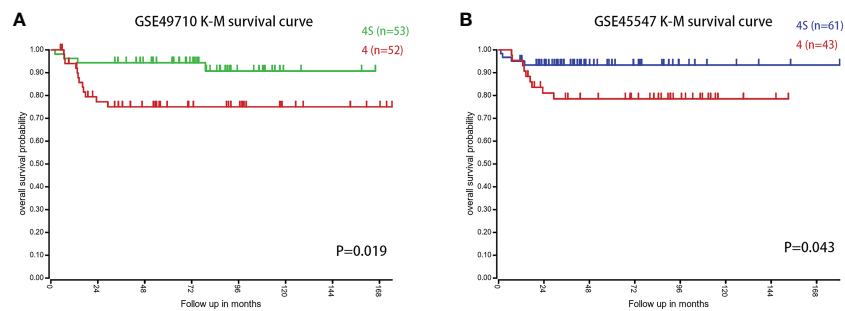 A
GSE49710 K-M survival curve
4S (n=53)
4 (n=52)
1.00
0.90
0.80
0.70
0.60
0.50
0.40
0.30
0.20
0.10
0.00
overall survival probability
P=0.019
0 24 48 72 96 120 144 168
Follow up in months
B
GSE45547 K-M survival curve
4S (n=61)
4 (n=43)
1.00
0.90
0.80
0.70
0.60
0.50
0.40
0.30
0.20
0.10
0.00
overall survival probability
P=0.043
0 24 48 72 96 120 144 168
Follow up in months